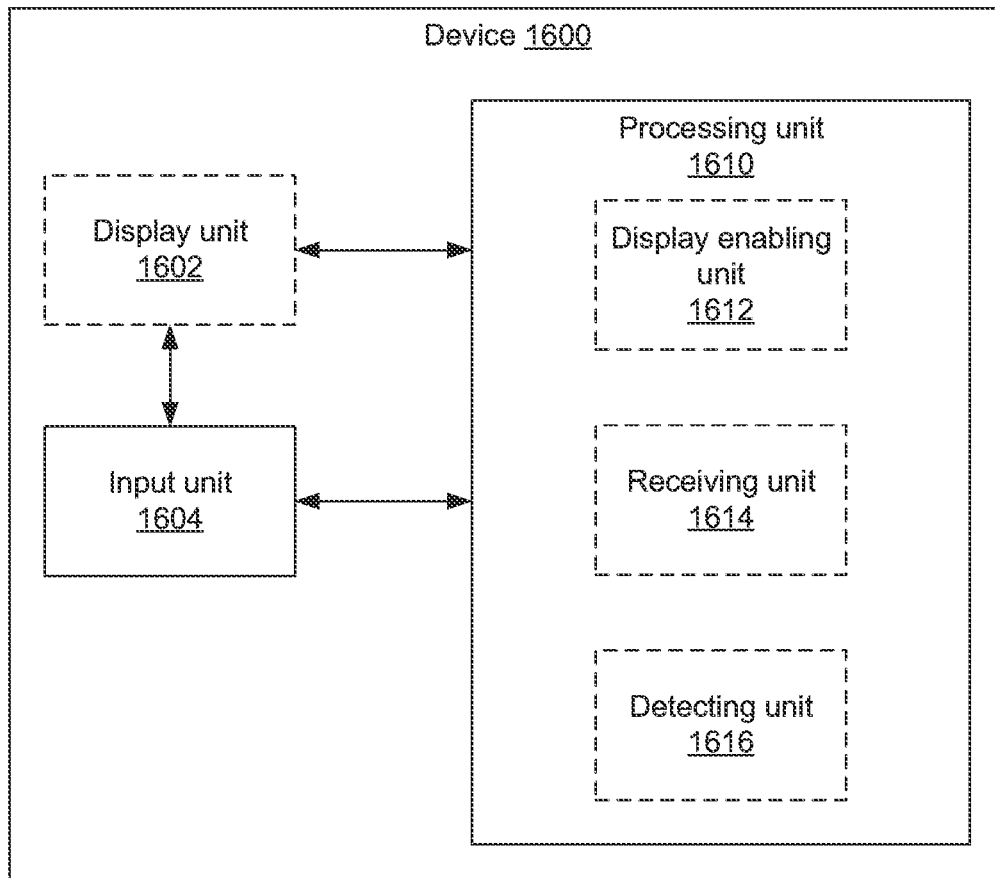 Device 1600
Processing unit
1610
Display unit
1602
Display enabling
unit
1612
Input unit
1604
Receiving unit
1614
Detecting unit
1616